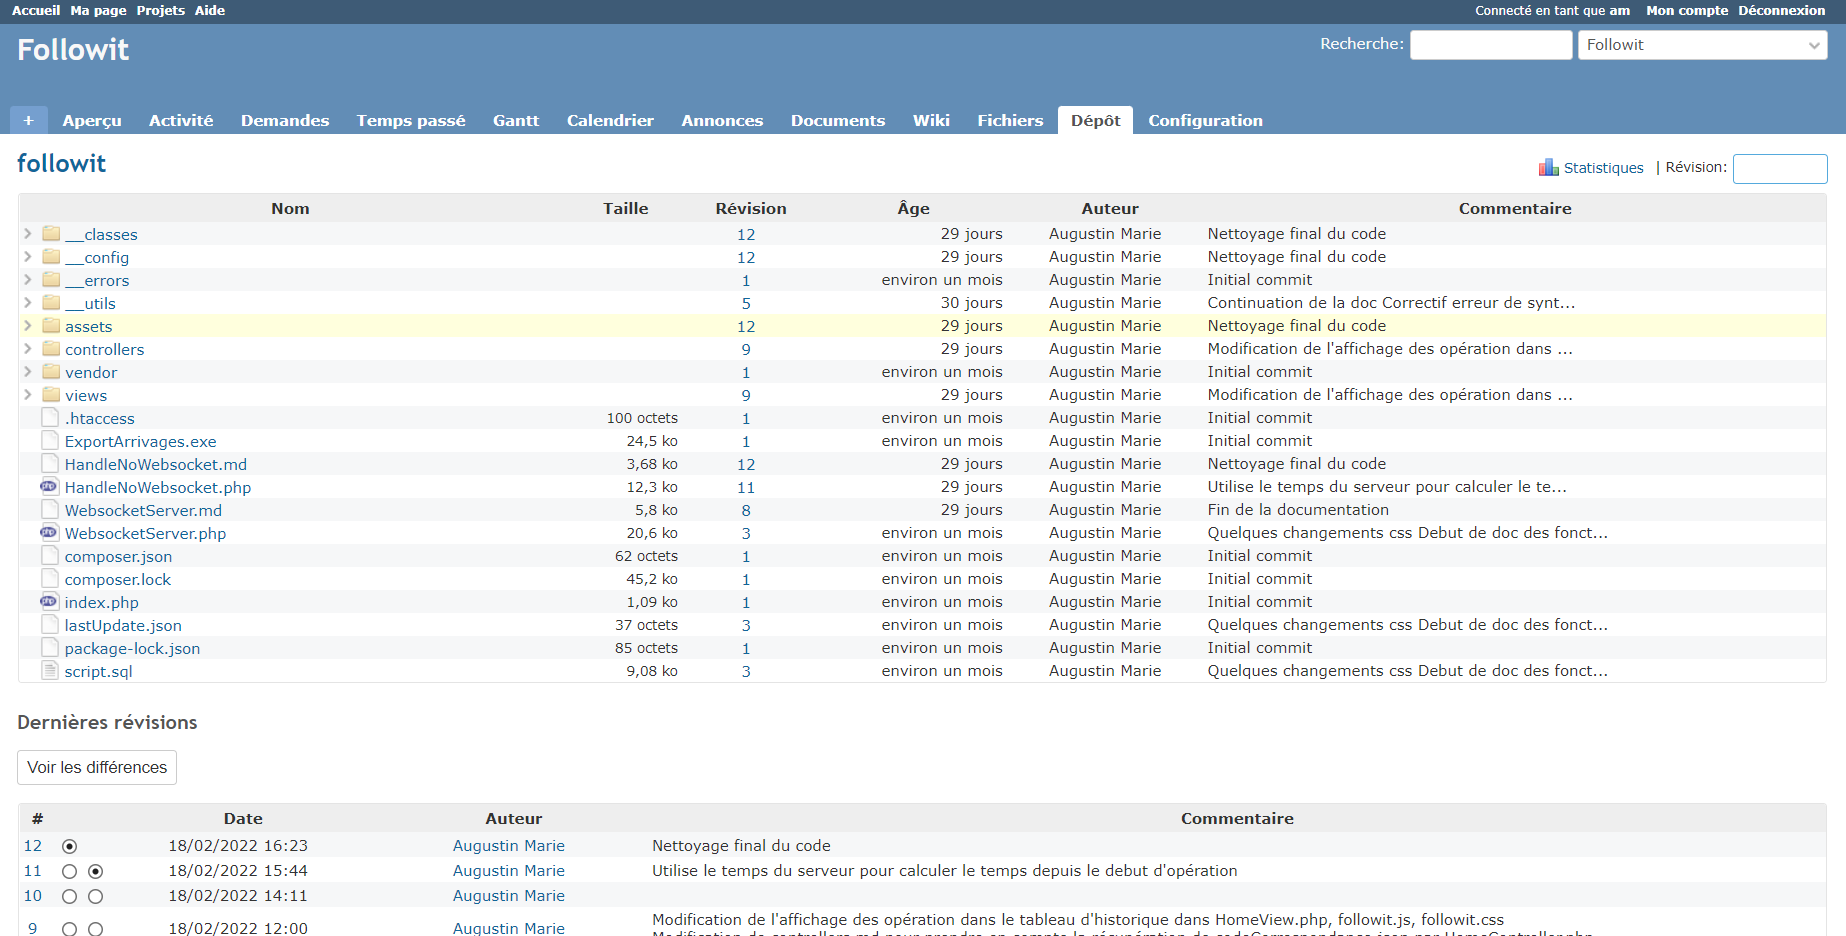 Accueil Ma page Projets Aide Connecté en tant que am Mon compte Déconnexion
Followit Recherche: Followit
+ Aperçu Activité Demandes Temps passé Gantt Calendrier Annonces Documents Wiki Fichiers Dépôt Configuration
followit Statistiques | Révision:
Nom Taille Révision Âge Auteur Commentaire
__classes 12 29 jours Augustin Marie Nettoyage final du code
__config 12 29 jours Augustin Marie Nettoyage final du code
__errors 1 environ un mois Augustin Marie Initial commit
__utils 5 30 jours Augustin Marie Continuation de la doc Correctif erreur de synt...
assets 12 29 jours Augustin Marie Nettoyage final du code
controllers 9 29 jours Augustin Marie Modification de l'affichage des opération dans ...
vendor 1 environ un mois Augustin Marie Initial commit
views 9 29 jours Augustin Marie Modification de l'affichage des opération dans ...
.htaccess 100 octets 1 environ un mois Augustin Marie Initial commit
ExportArrivages.exe 24,5 ko 1 environ un mois Augustin Marie Initial commit
HandleNoWebsocket.md 3,68 ko 12 29 jours Augustin Marie Nettoyage final du code
php HandleNoWebsocket.php 12,3 ko 11 29 jours Augustin Marie Utilise le temps du serveur pour calculer le te...
WebsocketServer.md 5,8 ko 8 29 jours Augustin Marie Fin de la documentation
php WebsocketServer.php 20,6 ko 3 environ un mois Augustin Marie Quelques changements css Debut de doc des fonct...
composer.json 62 octets 1 environ un mois Augustin Marie Initial commit
composer.lock 45,2 ko 1 environ un mois Augustin Marie Initial commit
php index.php 1,09 ko 1 environ un mois Augustin Marie Initial commit
lastUpdate.json 37 octets 3 environ un mois Augustin Marie Quelques changements css Debut de doc des fonct...
package-lock.json 85 octets 1 environ un mois Augustin Marie Initial commit
script.sql 9,08 ko 3 environ un mois Augustin Marie Quelques changements css Debut de doc des fonct...
Dernières révisions
Voir les différences
# Date Auteur Commentaire
12 18/02/2022 16:23 Augustin Marie Nettoyage final du code
11 18/02/2022 15:44 Augustin Marie Utilise le temps du serveur pour calculer le temps depuis le debut d'opération
10 18/02/2022 14:11 Augustin Marie
9 18/02/2022 12:00 Augustin Marie Modification de l'affichage des opération dans le tableau d'historique dans HomeView.php, followit.js, followit.css